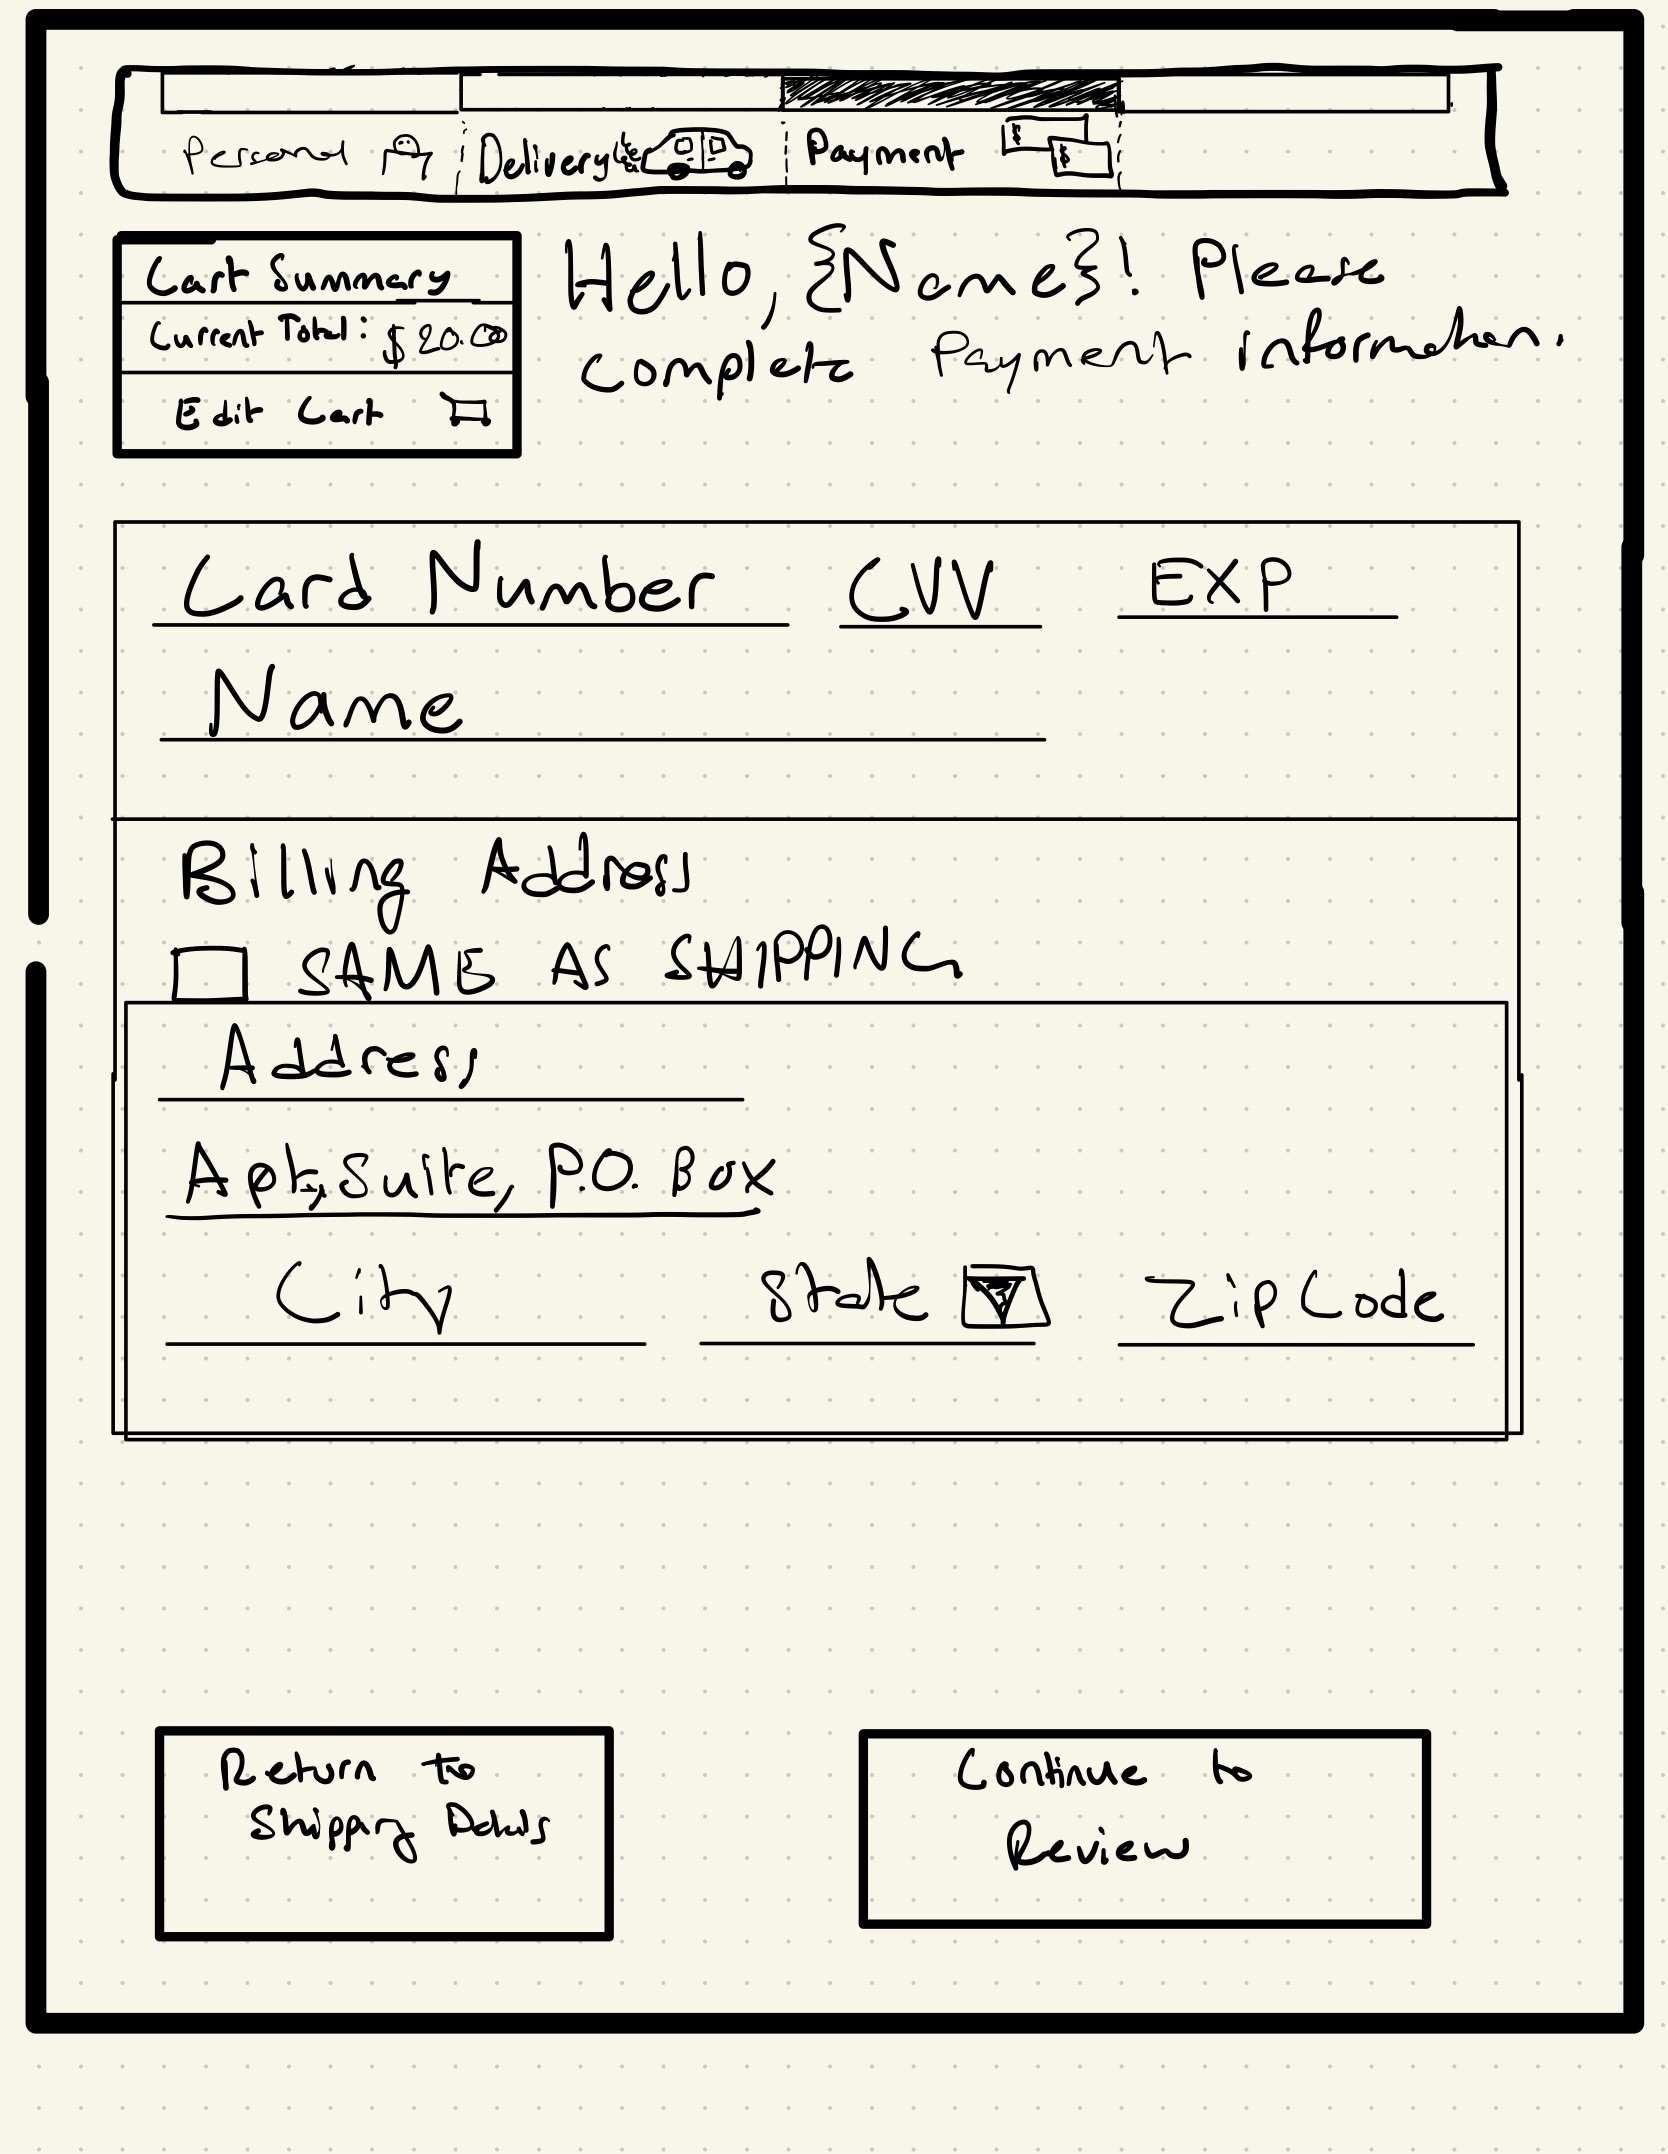 Personal Delivery Payment
Cart Summary
Current Total: $20.00
Edit Cart
Hello, {Name}! Please
complete Payment information.
Card Number CVV EXP
Name
Billing Address
SAME AS SHIPPING
Address
Apt, Suite, P.O. Box
City State Zip Code
Return to
Shipping Details
Continue to
Review